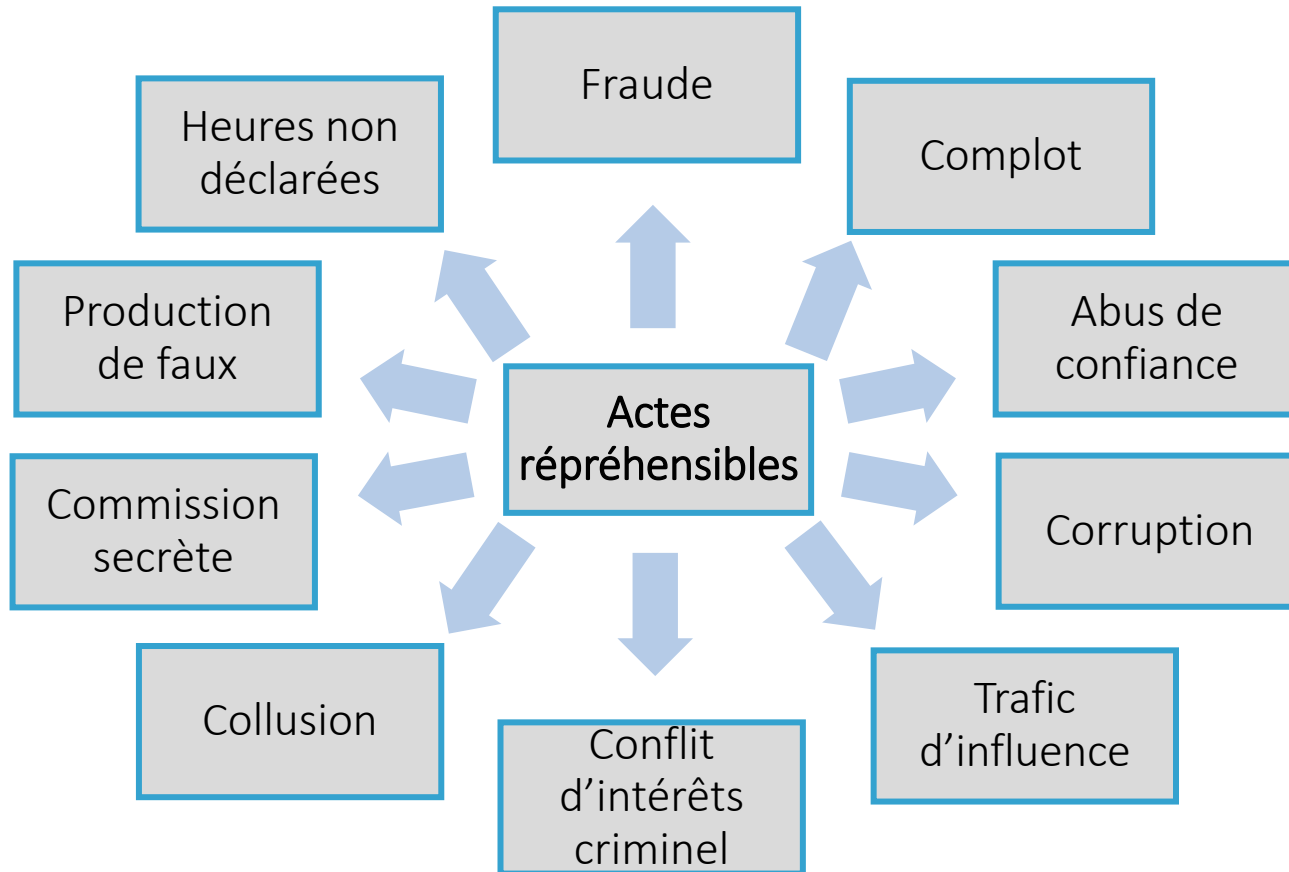 Fraude
Heures non
déclarées
Complot
Production
de faux
Abus de
confiance
Actes
répréhensibles
Commission
secrète
Corruption
Collusion
Trafic
d’influence
Conflit
d’intérêts
criminel